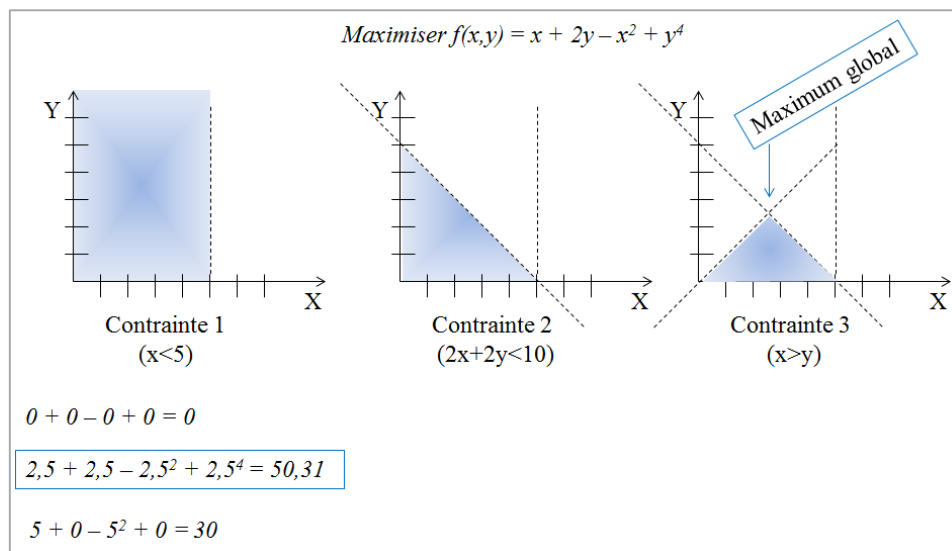 Maximiser f(x,y) = x + 2y – x² + y⁴
Maximum global
Y
X
Contrainte 1
(x<5)
Y
X
Contrainte 2
(2x+2y<10)
Y
X
Contrainte 3
(x>y)
0 + 0 – 0 + 0 = 0
2,5 + 2,5 – 2,5² + 2,5⁴ = 50,31
5 + 0 – 5² + 0 = 30